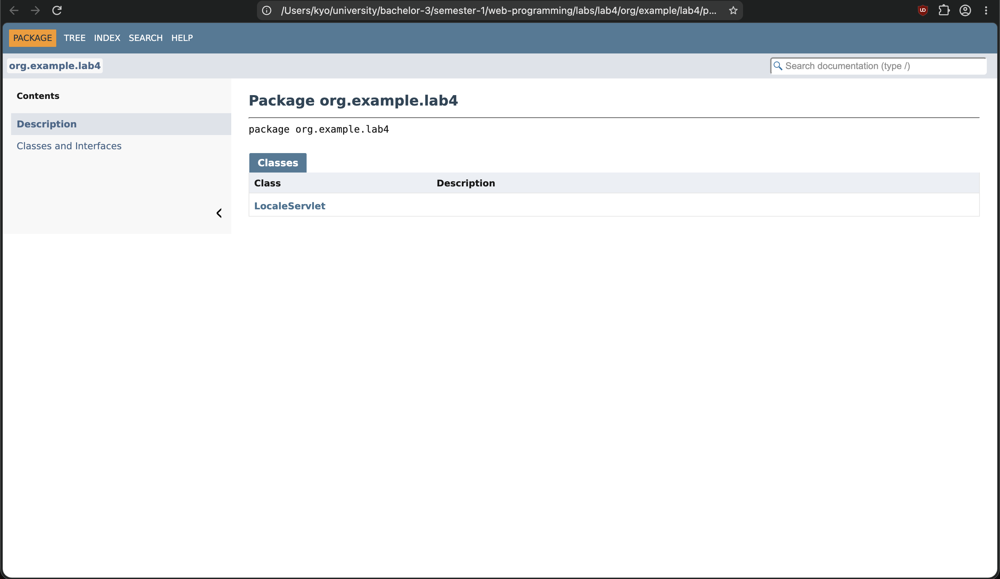 /Users/kyo/university/bachelor-3/semester-1/web-programming/labs/lab4/org/example/lab4/p...
PACKAGE TREE INDEX SEARCH HELP
org.example.lab4
Search documentation (type /)
Contents
Description
Classes and Interfaces
Package org.example.lab4
package org.example.lab4
Classes
Class Description
LocaleServlet